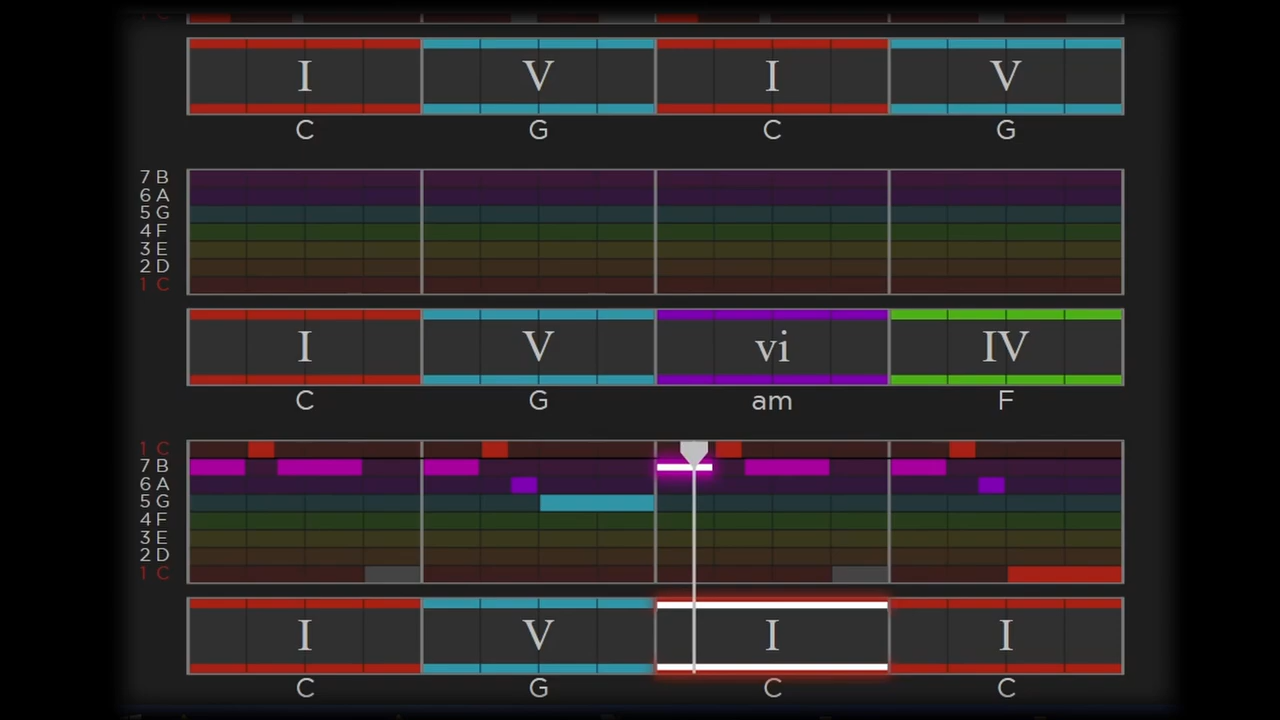 I V I V
C G C G
7 B
6 A
5 G
4 F
3 E
2 D
1 C
I V vi IV
C G am F
1 C
7 B
6 A
5 G
4 F
3 E
2 D
1 C
I V I I
C G C C